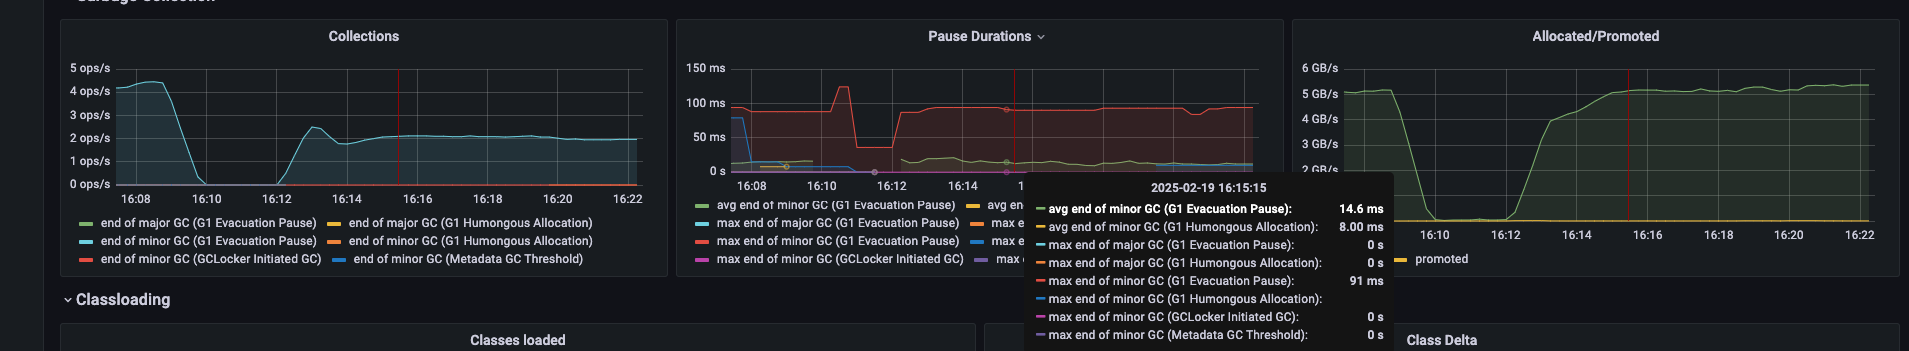 Garbage Collection
Collections
5 ops/s
4 ops/s
3 ops/s
2 ops/s
1 ops/s
0 ops/s
16:08 16:10 16:12 16:14 16:16 16:18 16:20 16:22
end of major GC (G1 Evacuation Pause) end of major GC (G1 Humongous Allocation)
end of minor GC (G1 Evacuation Pause) end of minor GC (G1 Humongous Allocation)
end of minor GC (GCLocker Initiated GC) end of minor GC (Metadata GC Threshold)
Pause Durations
150 ms
100 ms
50 ms
0 s
16:08 16:10 16:12 16:14 1
avg end of minor GC (G1 Evacuation Pause) avg en
max end of major GC (G1 Evacuation Pause) max e
max end of minor GC (G1 Evacuation Pause) max e
max end of minor GC (GCLocker Initiated GC) max
2025-02-19 16:15:15
avg end of minor GC (G1 Evacuation Pause): 14.6 ms
avg end of minor GC (G1 Humongous Allocation): 8.00 ms
max end of major GC (G1 Evacuation Pause): 0 s
max end of major GC (G1 Humongous Allocation): 0 s
max end of minor GC (G1 Evacuation Pause): 91 ms
max end of minor GC (G1 Humongous Allocation):
max end of minor GC (GCLocker Initiated GC): 0 s
max end of minor GC (Metadata GC Threshold): 0 s
Allocated/Promoted
6 GB/s
5 GB/s
4 GB/s
3 GB/s
2 GB/s
16:10 16:12 16:14 16:16 16:18 16:20 16:22
promoted
Classloading
Classes loaded
Class Delta